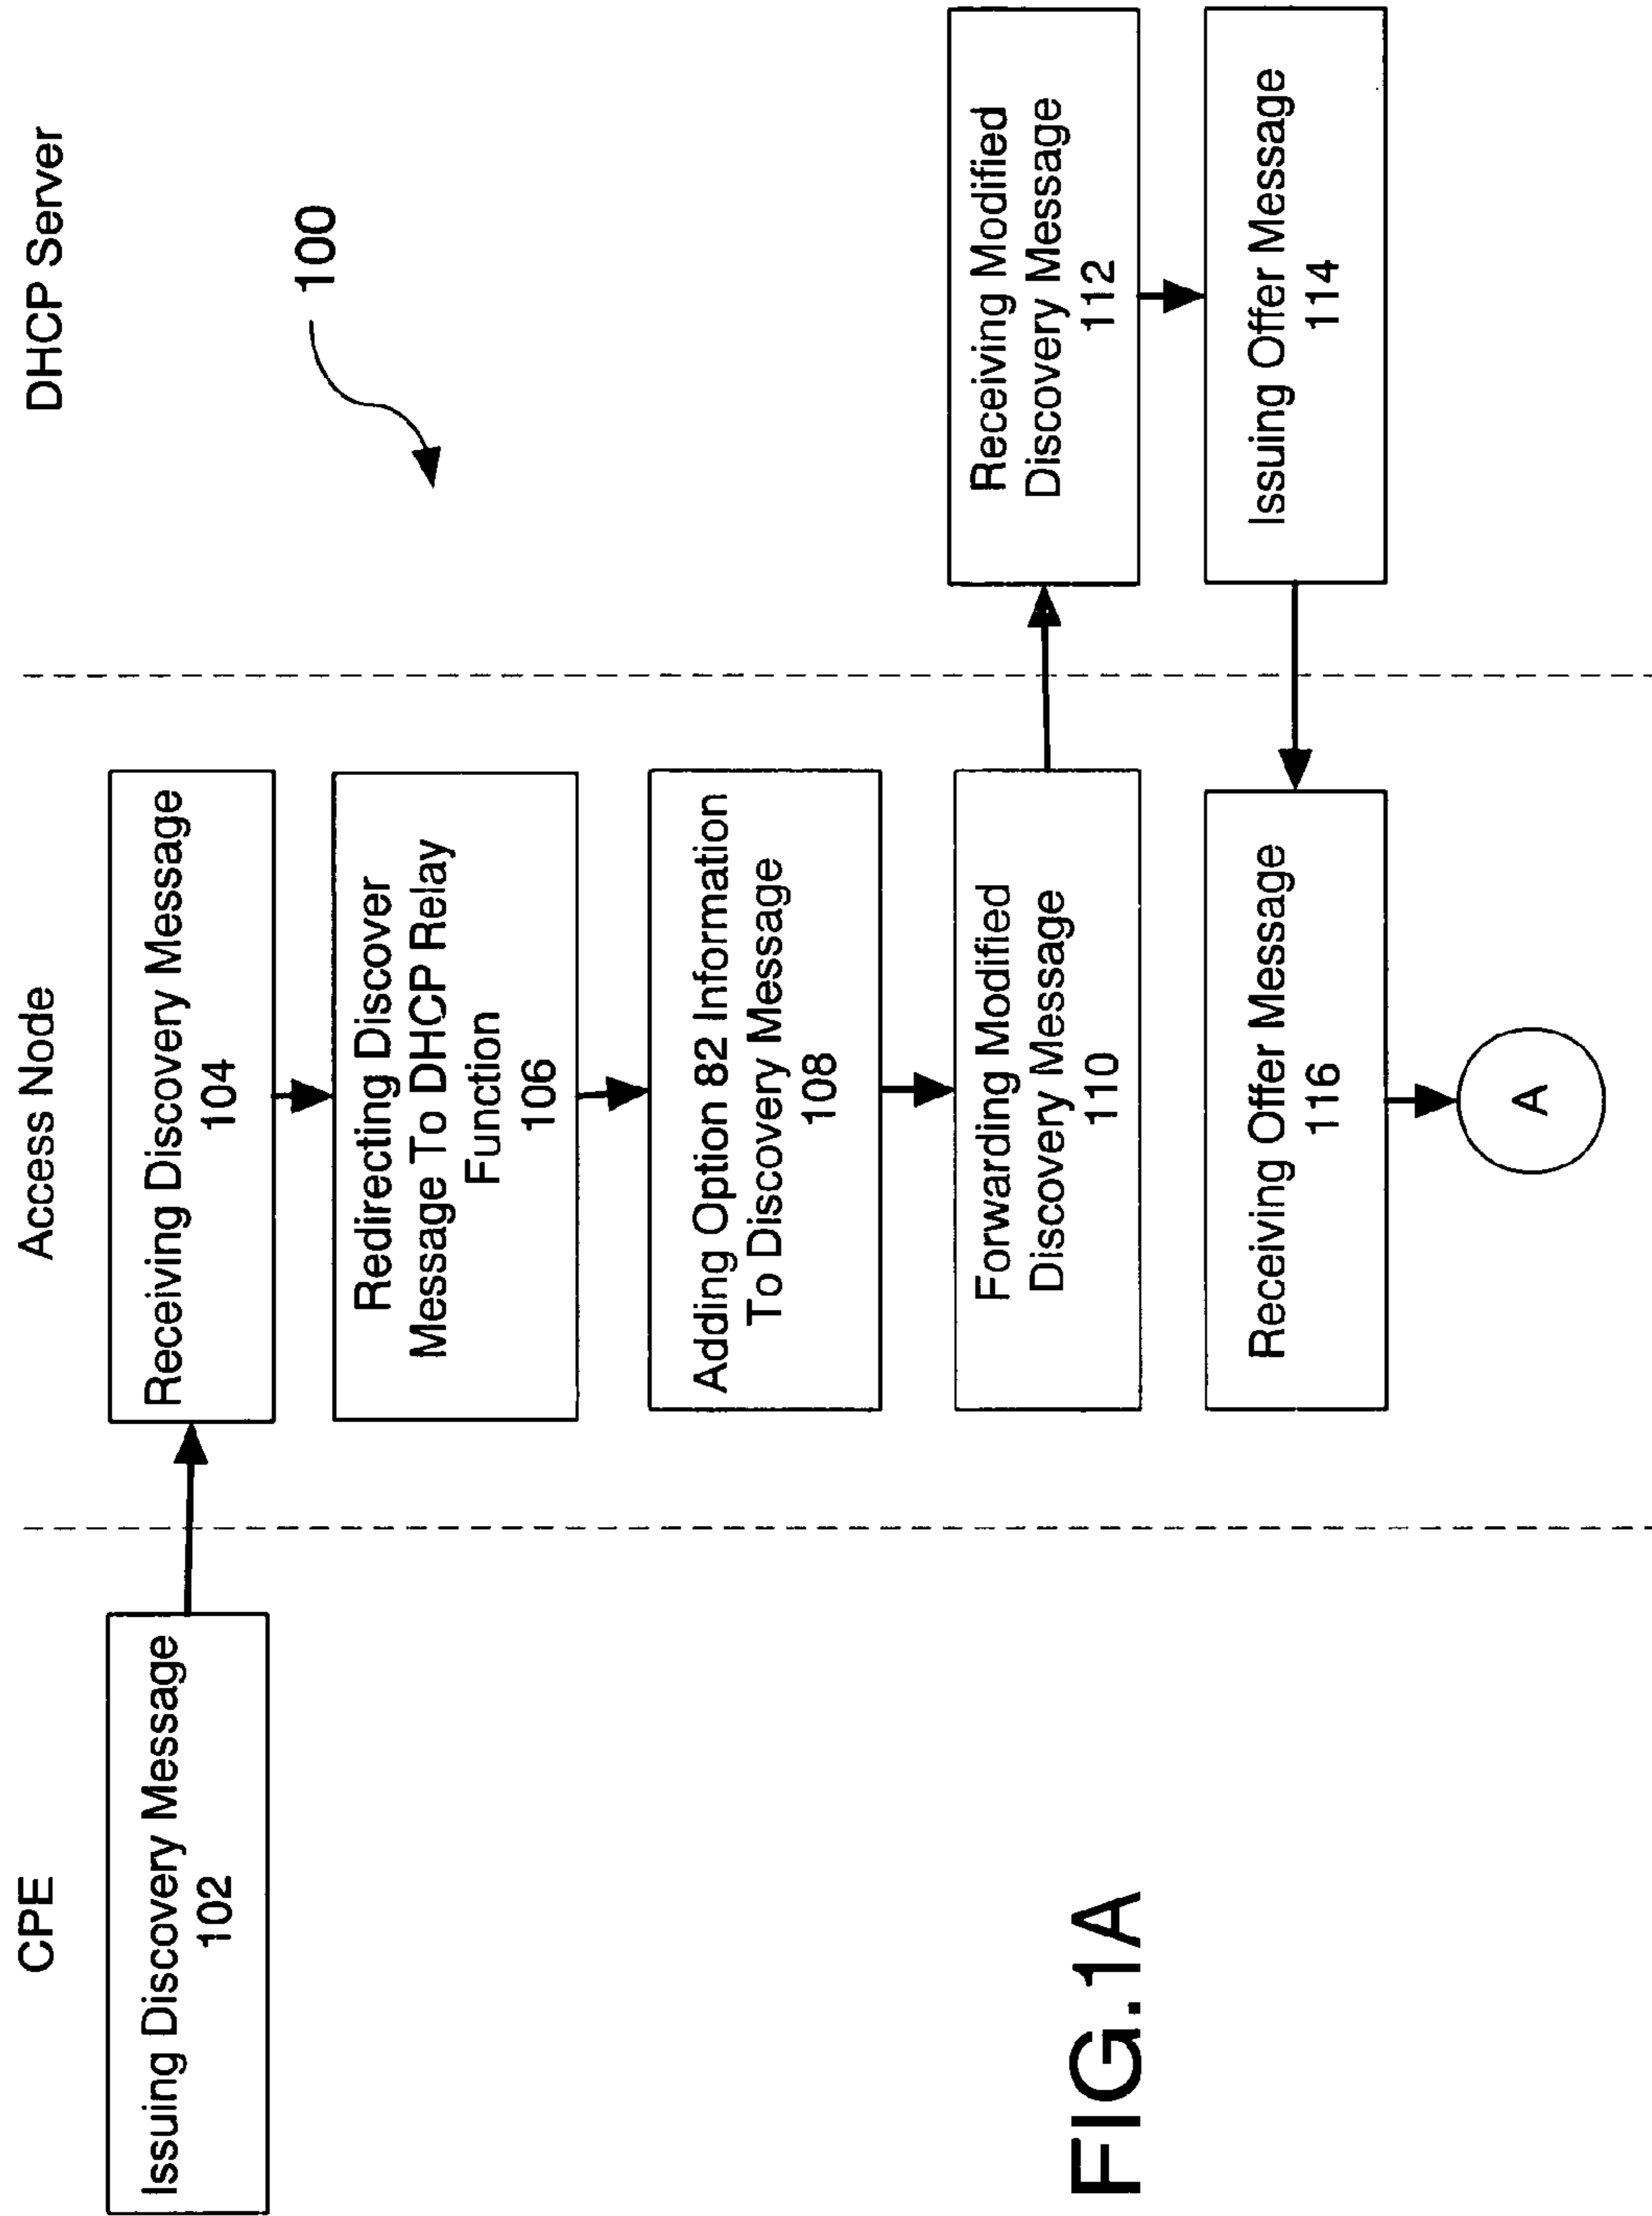 CPE
Access Node
DHCP Server
100
Issuing Discovery Message
102
Receiving Discovery Message
104
Redirecting Discover
Message To DHCP Relay
Function
106
Adding Option 82 Information
To Discovery Message
108
Forwarding Modified
Discovery Message
110
Receiving Modified
Discovery Message
112
Issuing Offer Message
114
Receiving Offer Message
116
A
FIG.1A